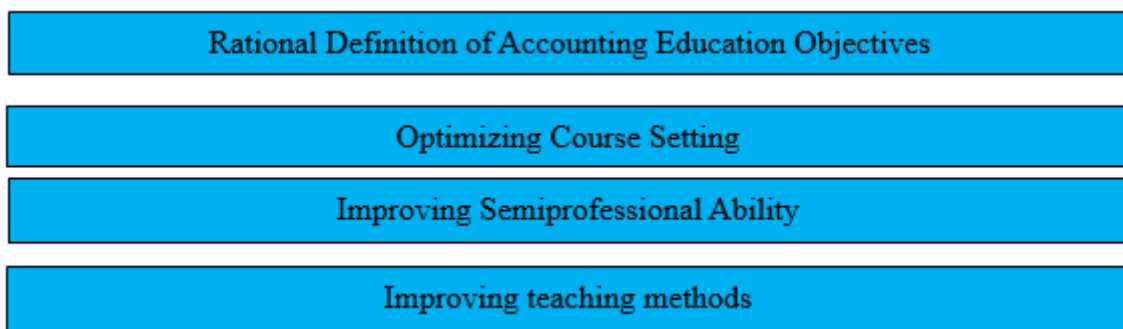 Rational Definition of Accounting Education Objectives
Optimizing Course Setting
Improving Semiprofessional Ability
Improving teaching methods